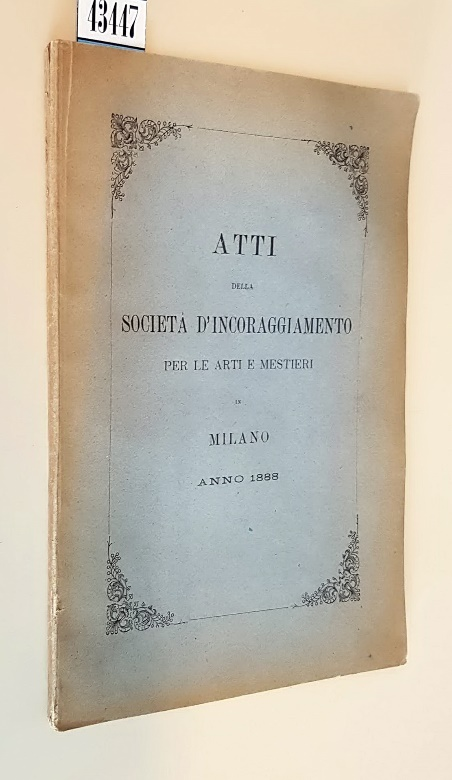 43447
ATTI
DELLA
SOCIETÀ D'INCORAGGIAMENTO
PER LE ARTI E MESTIERI
IN
MILANO
ANNO 1888